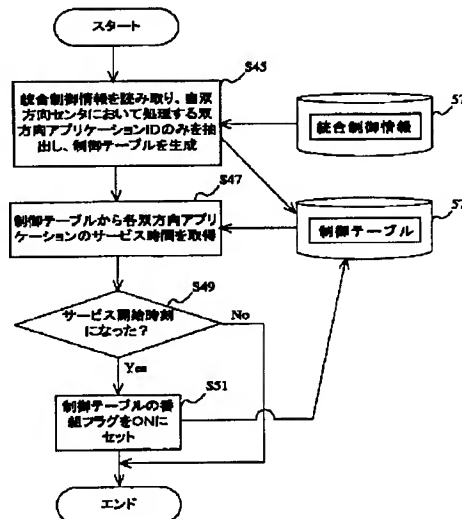 スタート
S45
統合制御情報を読み取り、自双
方向センタにおいて処理する双
方向アプリケーションIDのみを抽
出し、制御テーブルを生成
57
統合制御情報
S47
制御テーブルから各双方向アプリ
ケーションのサービス時間を取得
57
制御テーブル
S49
サービス開始時刻
になった?
No
Yes
S51
制御テーブルの番
組フラグをONに
セット
エンド